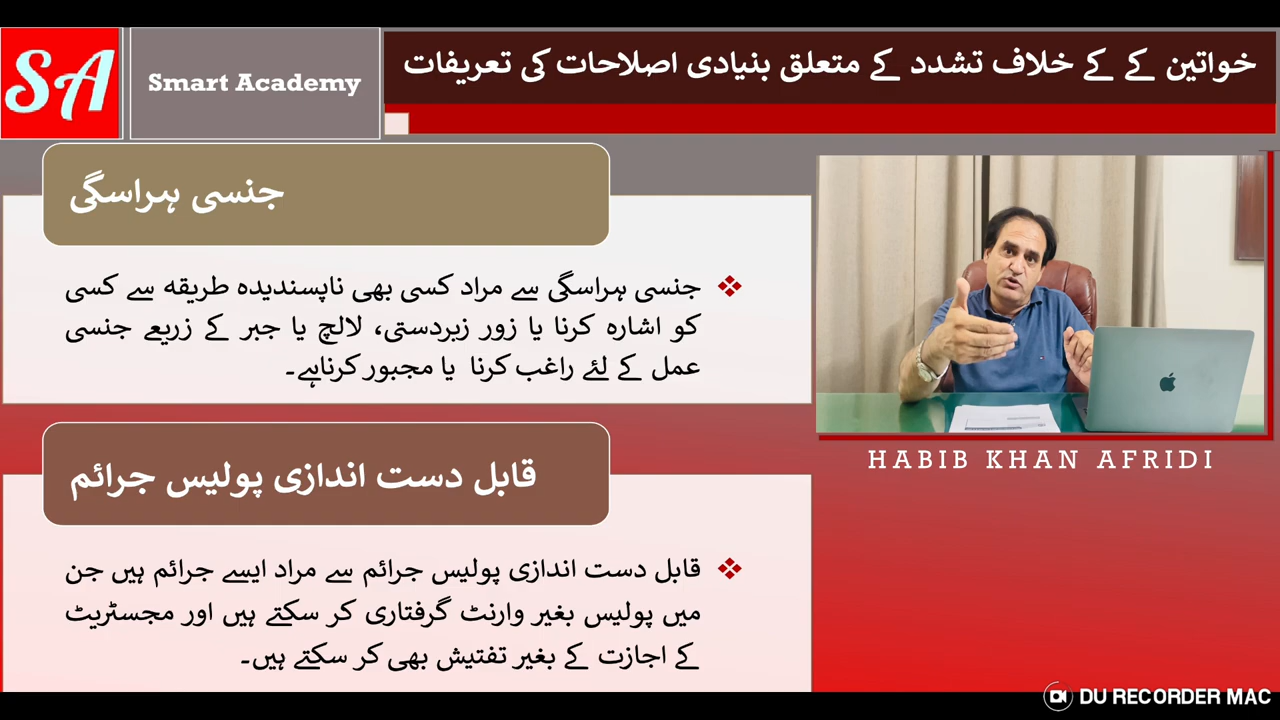 SA
Smart Academy
خواتین کے کے خلاف تشدد کے متعلق بنیادی اصلاحات کی تعریفات
جنسی ہراسگی
جنسی ہراسگی سے مراد کسی بھی ناپسندیدہ طریقہ سے کسی
کو اشارہ کرنا یا زور زبردستی، لالچ یا جبر کے زریعے جنسی
عمل کے لئے راغب کرنا یا مجبور کرناہے۔
HABIB KHAN AFRIDI
قابل دست اندازی پولیس جرائم
قابل دست اندازی پولیس جرائم سے مراد ایسے جرائم ہیں جن
میں پولیس بغیر وارنٹ گرفتاری کر سکتے ہیں اور مجسٹریٹ
کے اجازت کے بغیر تفتیش بھی کر سکتے ہیں۔
DU RECORDER MAC